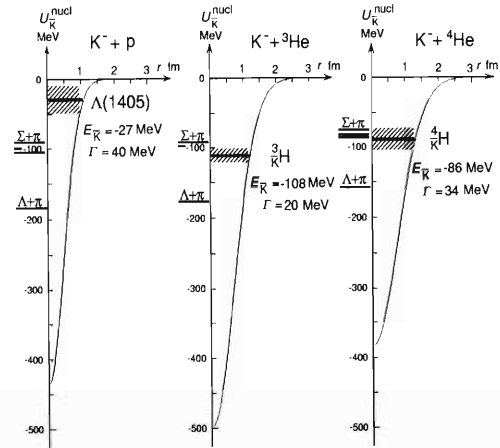 U_K̄^nucl
MeV
K⁻ + p
1 2 3 r fm
0
Λ(1405)
E_K̄ = -27 MeV
Γ = 40 MeV
Σ+π
-100
Λ+π
-200
-300
-400
-500
U_K̄^nucl
MeV
K⁻ + ³He
1 2 3 r fm
0
³_K̄H
E_K̄ = -108 MeV
Γ = 20 MeV
Σ+π
-100
Λ+π
-200
-300
-400
-500
U_K̄^nucl
MeV
K⁻ + ⁴He
1 2 3 r fm
0
⁴_K̄H
E_K̄ = -86 MeV
Γ = 34 MeV
Σ+π
-100
Λ+π
-200
-300
-400
-500